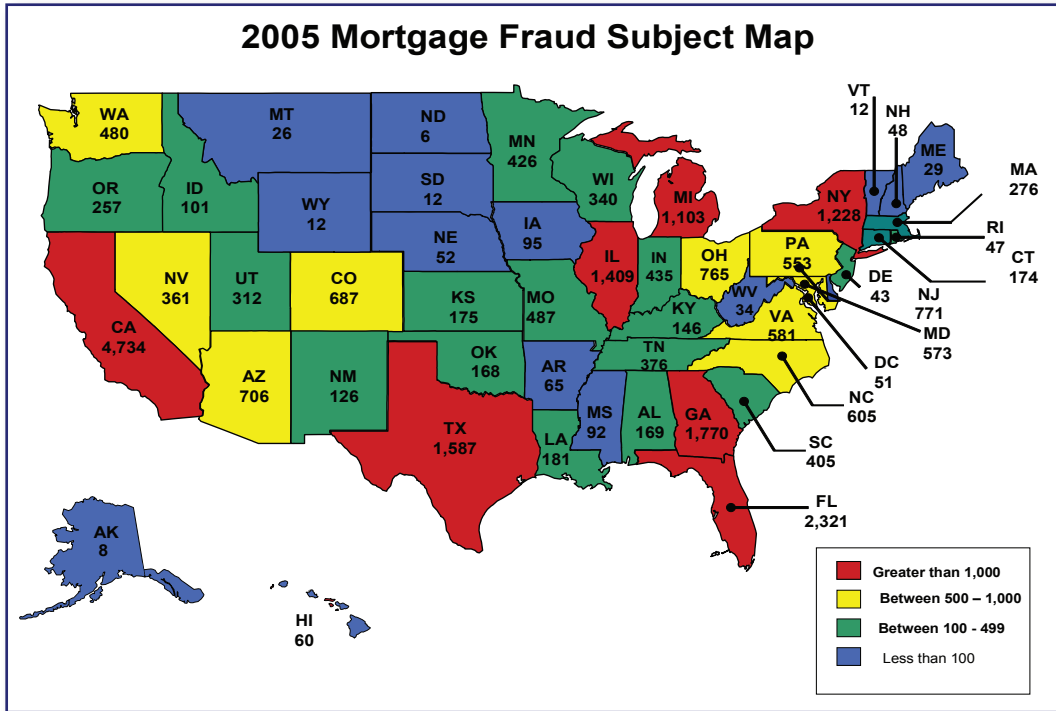 2005 Mortgage Fraud Subject Map
WA
480
MT
26
ND
6
MN
426
VT
12
NH
48
ME
29
MA
276
OR
257
ID
101
SD
12
WI
340
MI
1,103
NY
1,228
RI
47
WY
12
IA
95
CT
174
NE
52
PA
553
NV
361
UT
312
CO
687
IL
1,409
IN
435
OH
765
DE
43
NJ
771
CA
4,734
KS
175
MO
487
WV
34
KY
146
VA
581
MD
573
AZ
706
NM
126
OK
168
AR
65
TN
376
DC
51
NC
605
TX
1,587
LA
181
MS
92
AL
169
GA
1,770
SC
405
FL
2,321
AK
8
HI
60
Greater than 1,000
Between 500 – 1,000
Between 100 - 499
Less than 100